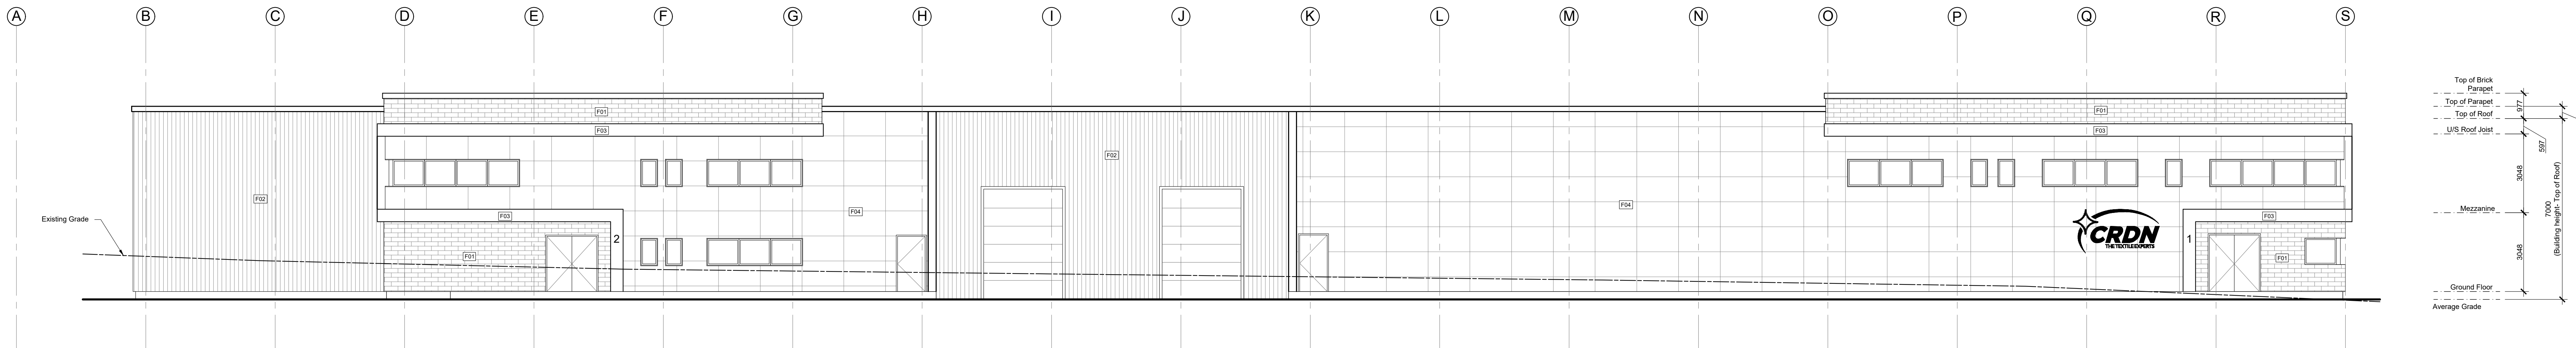 A B C D E F G H I J K L M N O P Q R S
Top of Brick
Parapet
Top of Parapet
Top of Roof
U/S Roof Joist
Mezzanine
Ground Floor
Average Grade
977
597
3048
3048
7000
(Building height- Top of Roof)
Existing Grade
F02
F01
F03
F03
F01
2
F04
F02
F04
F01
F03
F03
F01
1
CRDN
THE TEXTILE EXPERTS